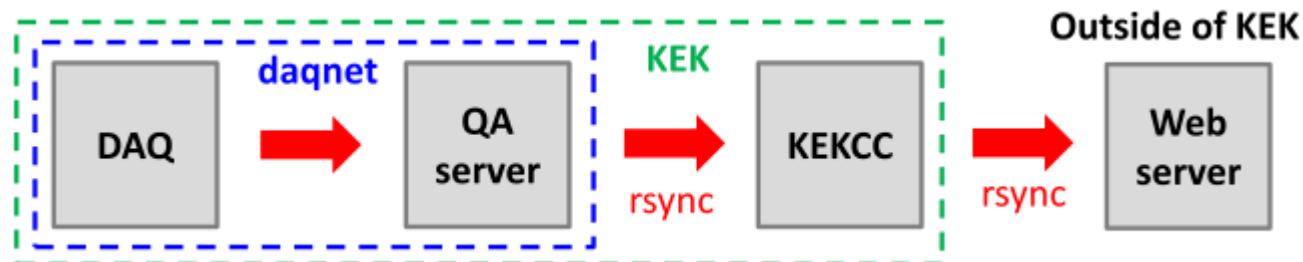 Outside of KEK
daqnet
KEK
DAQ
QA
server
KEKCC
Web
server
rsync
rsync